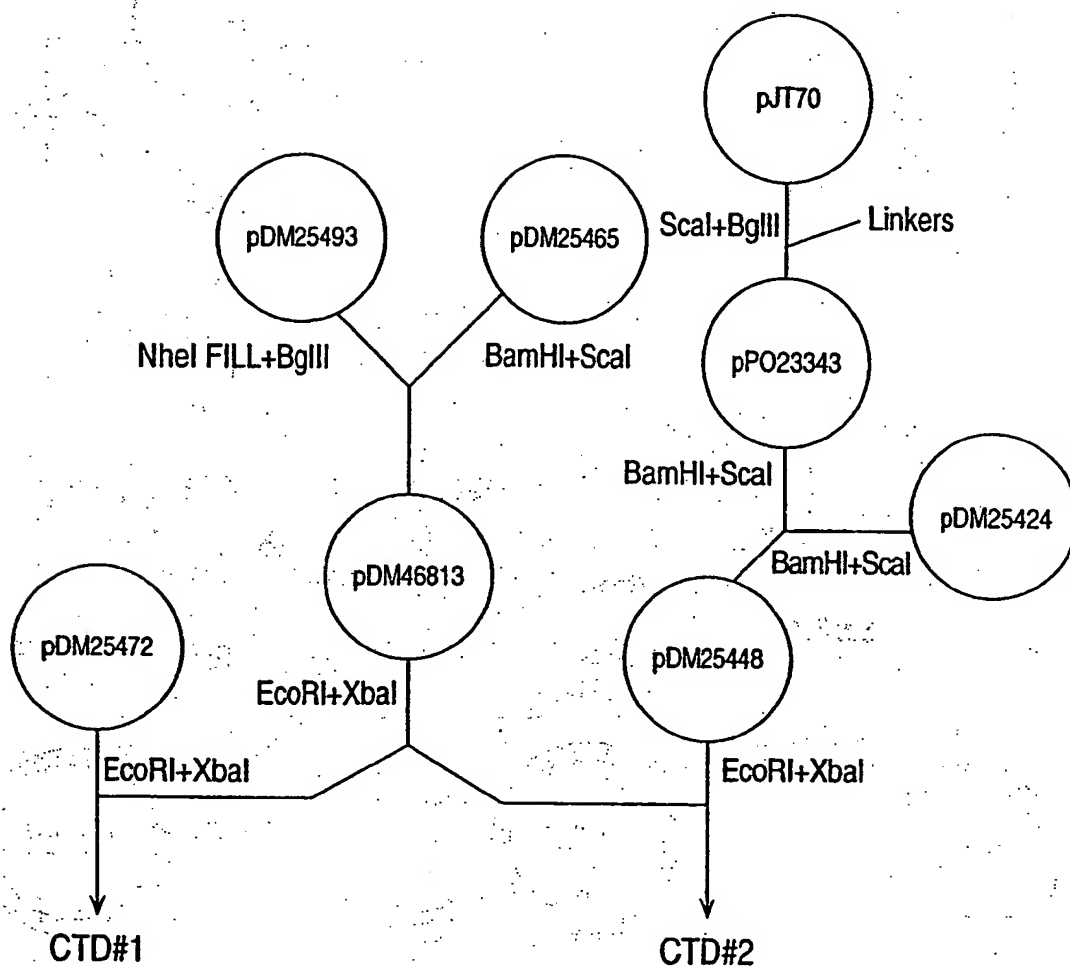 pJT70
ScaI+BglII
Linkers
pDM25493
pDM25465
NheI FILL+BglII
BamHI+ScaI
pPO23343
BamHI+ScaI
pDM25424
BamHI+ScaI
pDM46813
pDM25472
pDM25448
EcoRI+XbaI
EcoRI+XbaI
EcoRI+XbaI
CTD#1
CTD#2